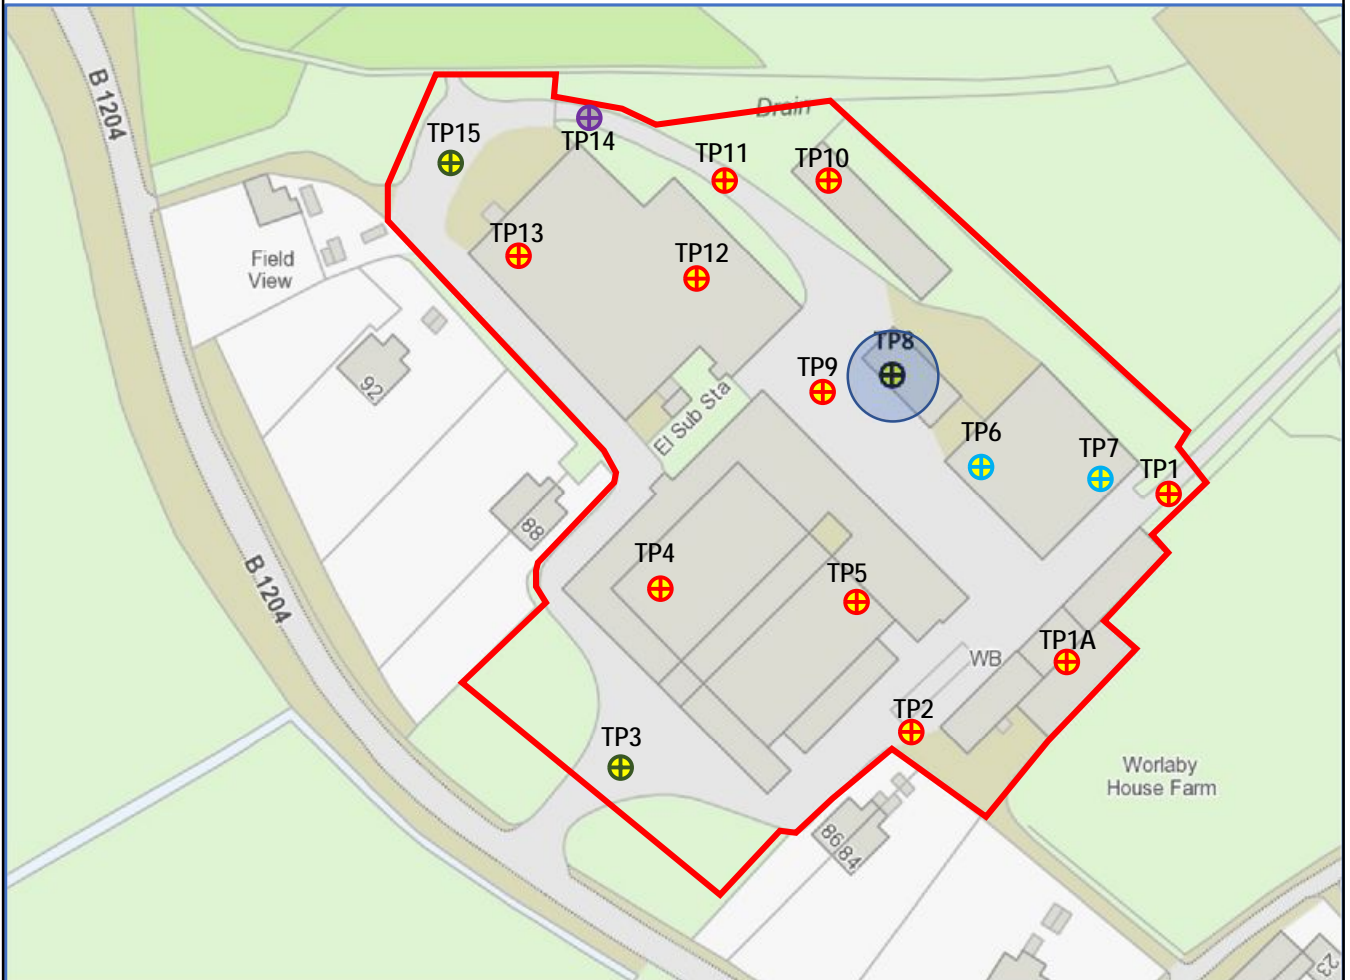 B 1204
Drain
TP15
TP14
TP11
TP10
TP13
TP12
Field
View
TP8
TP9
92
El Sub Sta
TP6
TP7
TP1
88
TP4
TP5
B 1204
TP1A
WB
TP2
TP3
Worlaby
House Farm
86
84
23